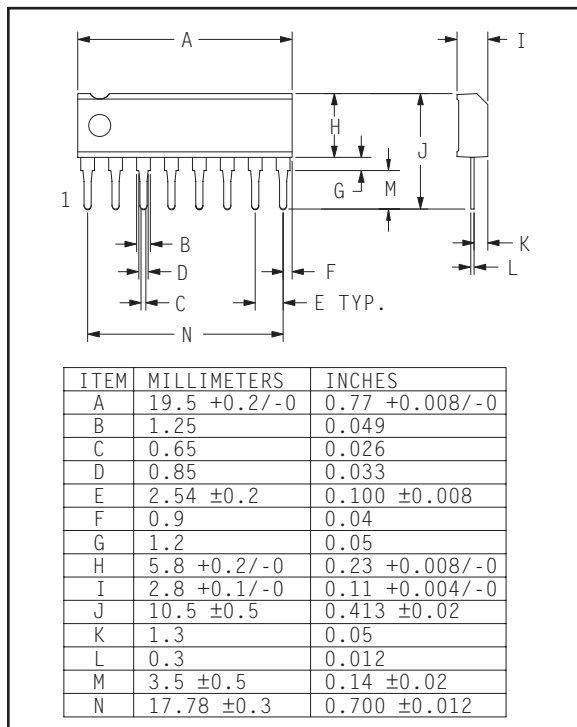 A
I
H
J
G
M
1
B
F
K
D
L
C
E TYP.
N
ITEM MILLIMETERS INCHES
A 19.5 +0.2/-0 0.77 +0.008/-0
B 1.25 0.049
C 0.65 0.026
D 0.85 0.033
E 2.54 ±0.2 0.100 ±0.008
F 0.9 0.04
G 1.2 0.05
H 5.8 +0.2/-0 0.23 +0.008/-0
I 2.8 +0.1/-0 0.11 +0.004/-0
J 10.5 ±0.5 0.413 ±0.02
K 1.3 0.05
L 0.3 0.012
M 3.5 ±0.5 0.14 ±0.02
N 17.78 ±0.3 0.700 ±0.012